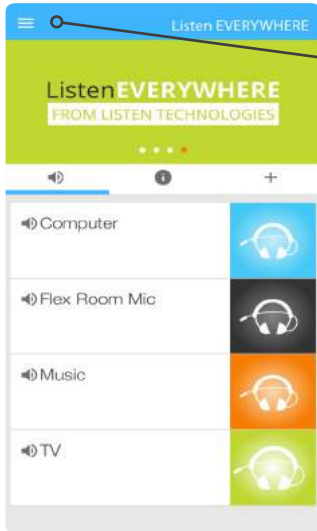 Listen EVERYWHERE
ListenEVERYWHERE
FROM LISTEN TECHNOLOGIES
Computer
Flex Room Mic
Music
TV